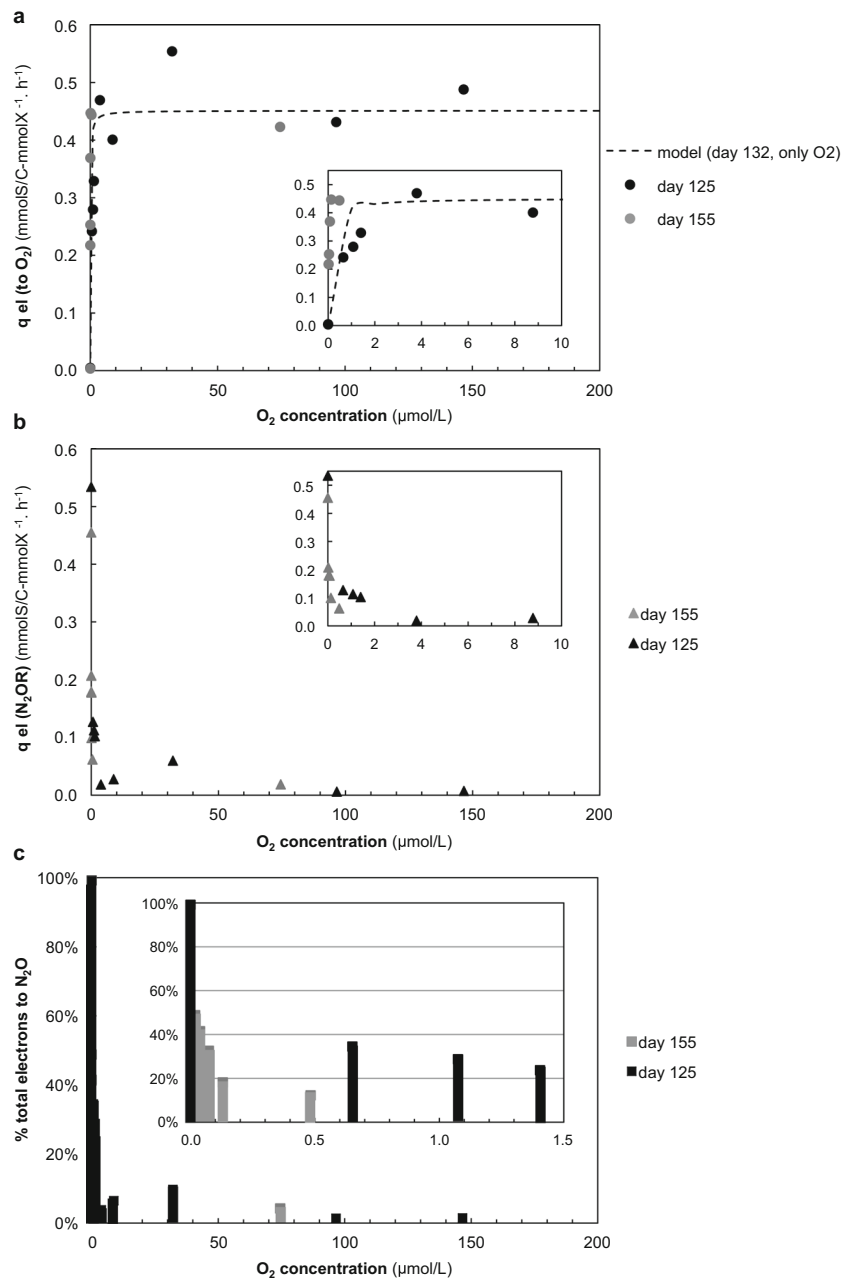 a
0.6
0.5
0.4
0.3
0.2
0.1
0.0
q el (to O₂) (mmolS/C-mmolX ⁻¹. h⁻¹)
0.5
0.4
0.3
0.2
0.1
0.0
0 2 4 6 8 10
model (day 132, only O2)
day 125
day 155
0 50 100 150 200
O₂ concentration (µmol/L)
b
0.6
0.5
0.4
0.3
0.2
0.1
0.0
q el (N₂OR) (mmolS/C-mmolX ⁻¹. h⁻¹)
0.5
0.4
0.3
0.2
0.1
0.0
0 2 4 6 8 10
day 155
day 125
0 50 100 150 200
O₂ concentration (µmol/L)
c
100%
80%
60%
40%
20%
0%
% total electrons to N₂O
100%
80%
60%
40%
20%
0%
0.0 0.5 1.0 1.5
day 155
day 125
0 50 100 150 200
O₂ concentration (µmol/L)